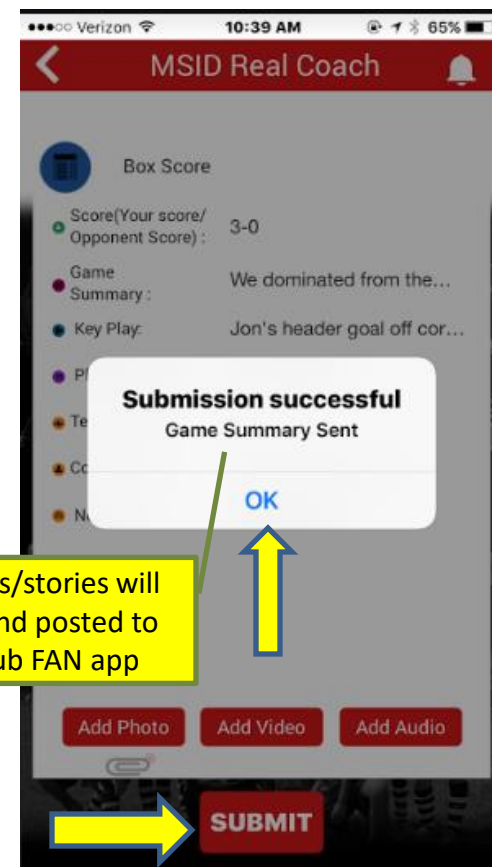 Verizon 10:39 AM 65%
MSID Real Coach
Box Score
Score(Your score/
Opponent Score) : 3-0
Game
Summary : We dominated from the...
Key Play: Jon's header goal off cor...
Submission successful
Game Summary Sent
OK
s/stories will
nd posted to
ub FAN app
Add Photo Add Video Add Audio
SUBMIT